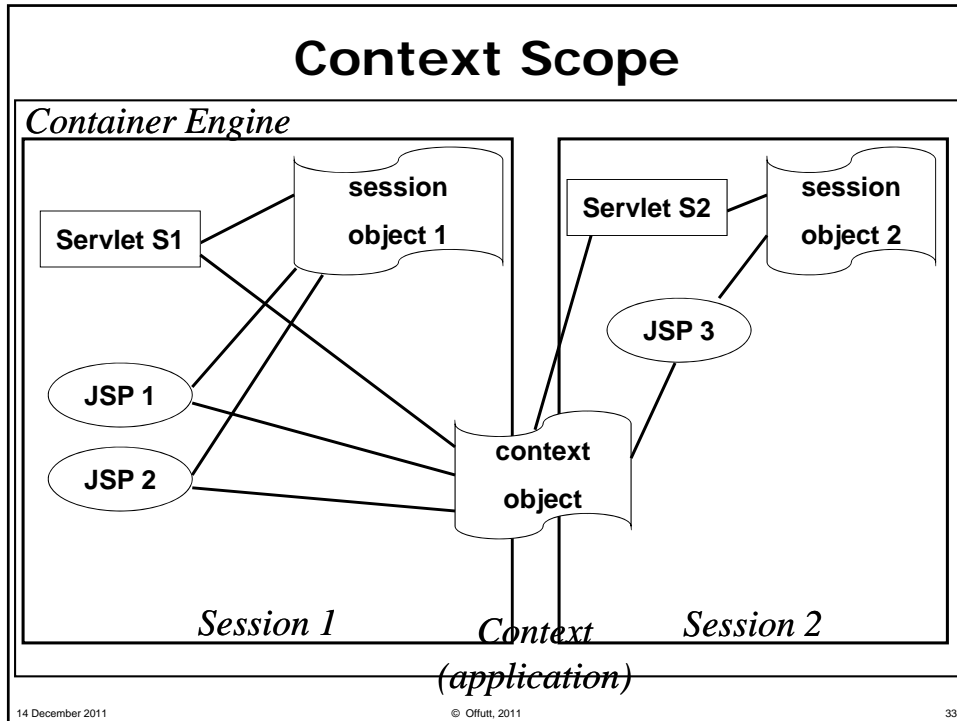 Context Scope
Container Engine
Servlet S1
session
object 1
JSP 1
JSP 2
Servlet S2
session
object 2
JSP 3
context
object
Session 1
Context
(application)
Session 2
14 December 2011
© Offutt, 2011
33